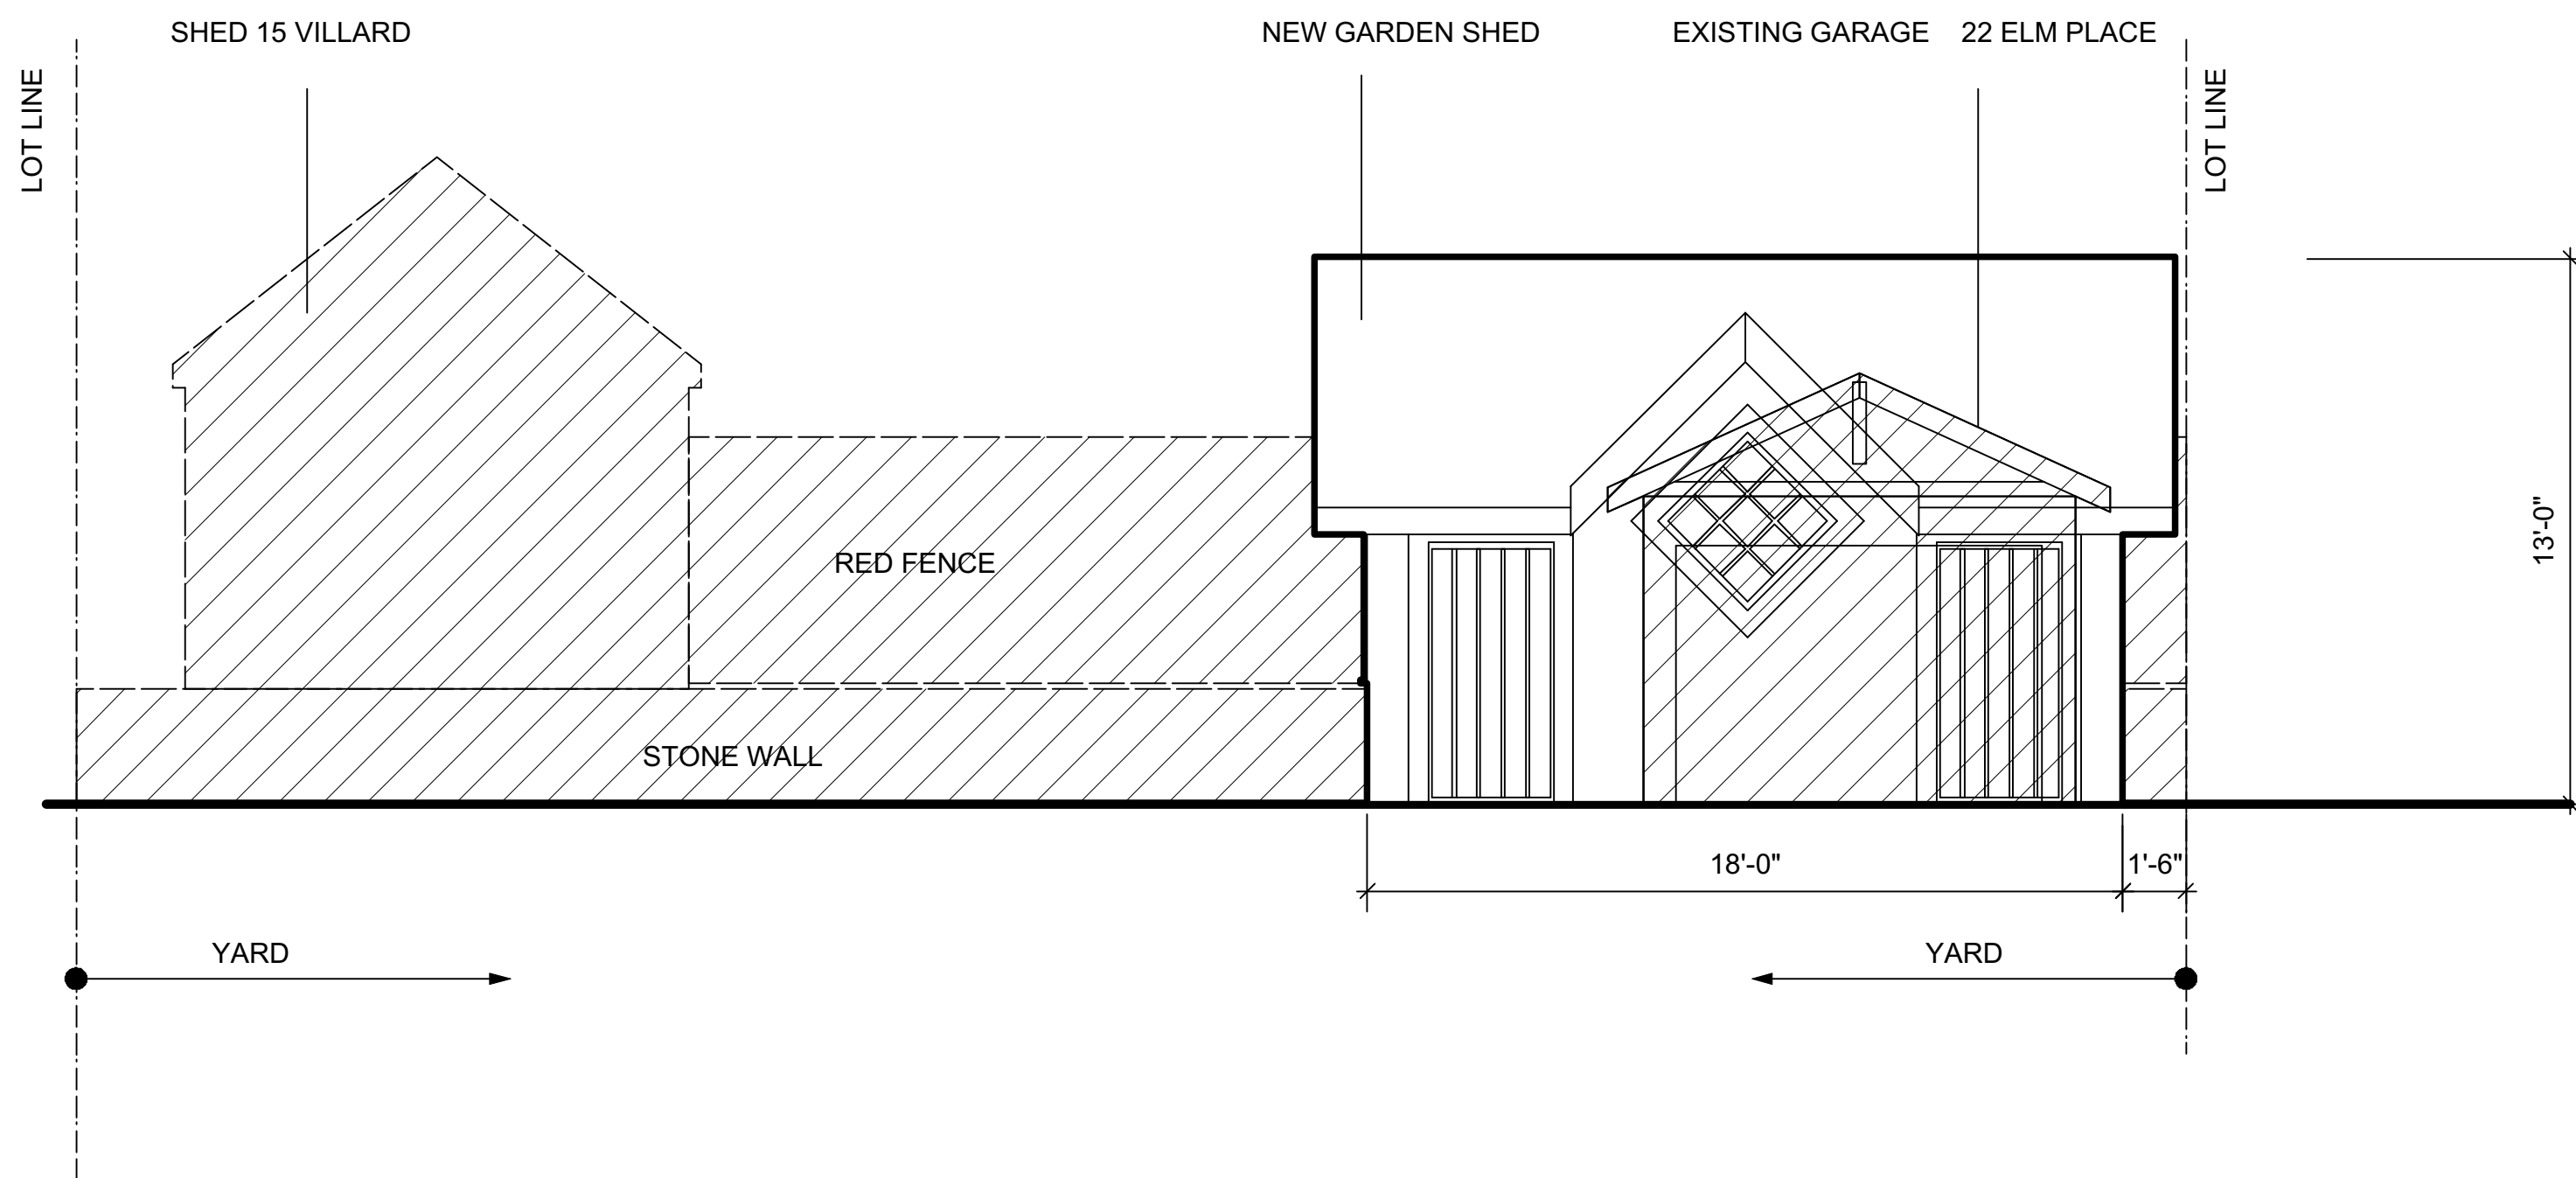 SHED 15 VILLARD
NEW GARDEN SHED
EXISTING GARAGE 22 ELM PLACE
LOT LINE
LOT LINE
RED FENCE
13'-0"
STONE WALL
18'-0"
1'-6"
YARD
YARD